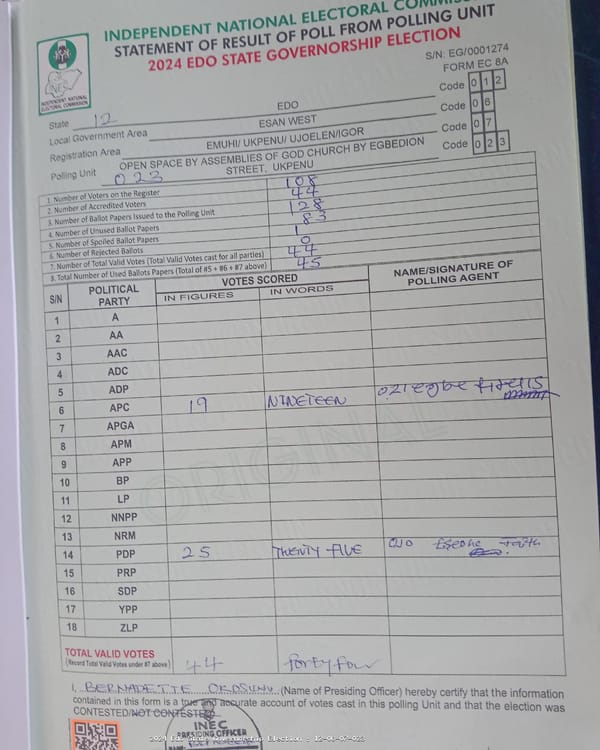 INDEPENDENT NATIONAL ELECTORAL COMMISS
STATEMENT OF RESULT OF POLL FROM POLLING UNIT
2024 EDO STATE GOVERNORSHIP ELECTION
S/N: EG/0001274
FORM EC 8A
INEC
INDEPENDENT NATIONAL ELECTORAL COMMISSION
State 12 EDO Code 0 1 2
Local Government Area ESAN WEST Code 0 6
Registration Area EMUHI/ UKPENU/ UJOELEN/IGOR Code 0 7
Polling Unit 023 OPEN SPACE BY ASSEMBLIES OF GOD CHURCH BY EGBEDION STREET, UKPENU Code 0 2 3
1. Number of Voters on the Register 108
2. Number of Accredited Voters 44
3. Number of Ballot Papers Issued to the Polling Unit 128
4. Number of Unused Ballot Papers 83
5. Number of Spoiled Ballot Papers 1
6. Number of Rejected Ballots 0
7. Number of Total Valid Votes (Total Valid Votes cast for all parties) 44
8. Total Number of Used Ballots Papers (Total of #5 + #6 + #7 above) 45
S/N POLITICAL PARTY VOTES SCORED NAME/SIGNATURE OF POLLING AGENT
IN FIGURES IN WORDS
1 A
2 AA
3 AAC
4 ADC
5 ADP
6 APC 19 NINETEEN
7 APGA
8 APM
9 APP
10 BP
11 LP
12 NNPP
13 NRM
14 PDP 25 TWENTY FIVE Faith
15 PRP
16 SDP
17 YPP
18 ZLP
ORIGINAL
TOTAL VALID VOTES
(Record Total Valid Votes under #7 above) 44 forty four
I, BERNADETTE OKOSUNU (Name of Presiding Officer) hereby certify that the information
contained in this form is a true and accurate account of votes cast in this polling Unit and that the election was
CONTESTED/NOT CONTESTED
INEC
PRESIDING OFFICER
2024 Edo State Governorship Election : 12-06-07-023